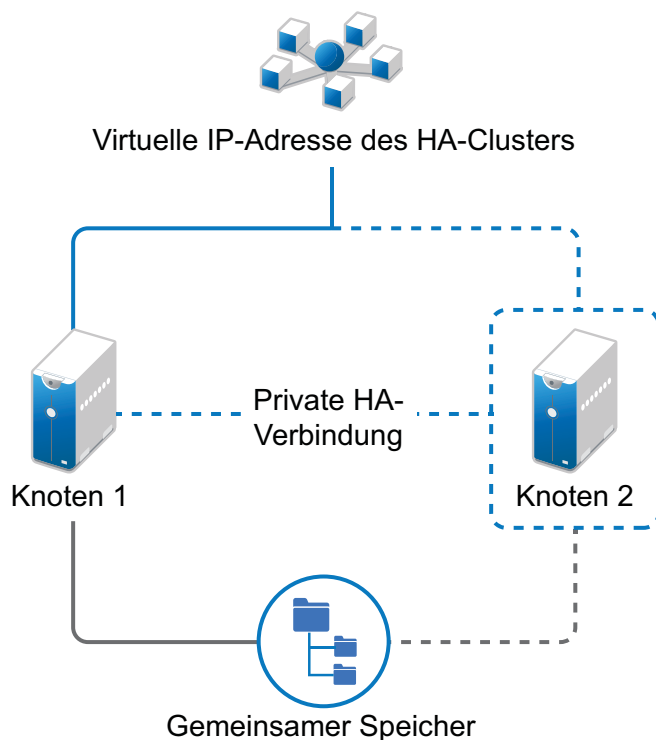 Virtuelle IP-Adresse des HA-Clusters
Private HA-
Verbindung
Knoten 1
Knoten 2
Gemeinsamer Speicher